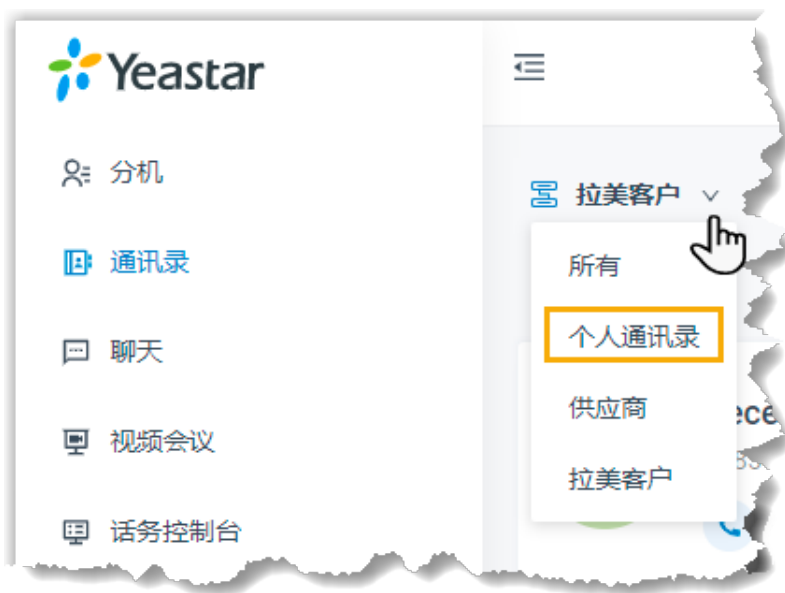 Yeastar
分机
通讯录
聊天
视频会议
话务控制台
拉美客户
所有
个人通讯录
供应商
拉美客户